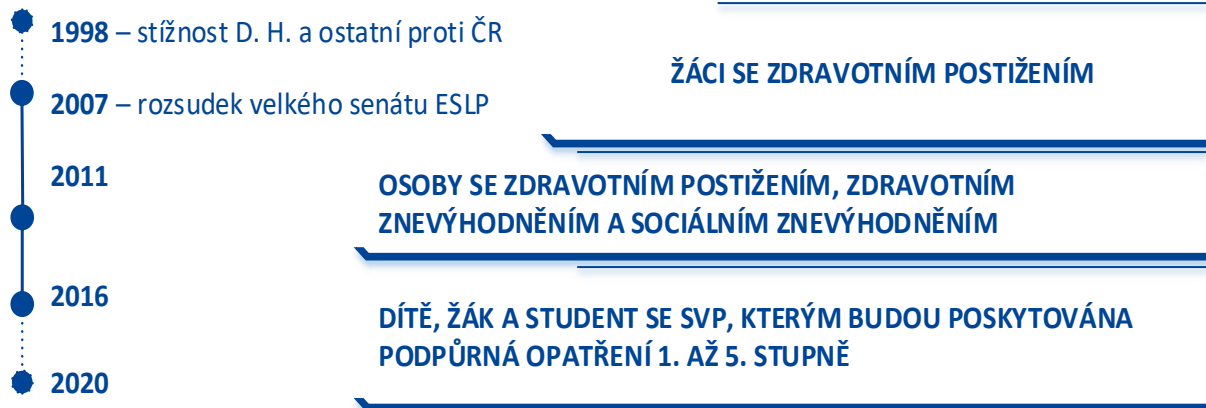 1998 – stížnost D. H. a ostatní proti ČR
ŽÁCI SE ZDRAVOTNÍM POSTIŽENÍM
2007 – rozsudek velkého senátu ESLP
2011
OSOBY SE ZDRAVOTNÍM POSTIŽENÍM, ZDRAVOTNÍM
ZNEVÝHODNĚNÍM A SOCIÁLNÍM ZNEVÝHODNĚNÍM
2016
DÍTĚ, ŽÁK A STUDENT SE SVP, KTERÝM BUDOU POSKYTOVÁNA
PODPŮRNÁ OPATŘENÍ 1. AŽ 5. STUPNĚ
2020